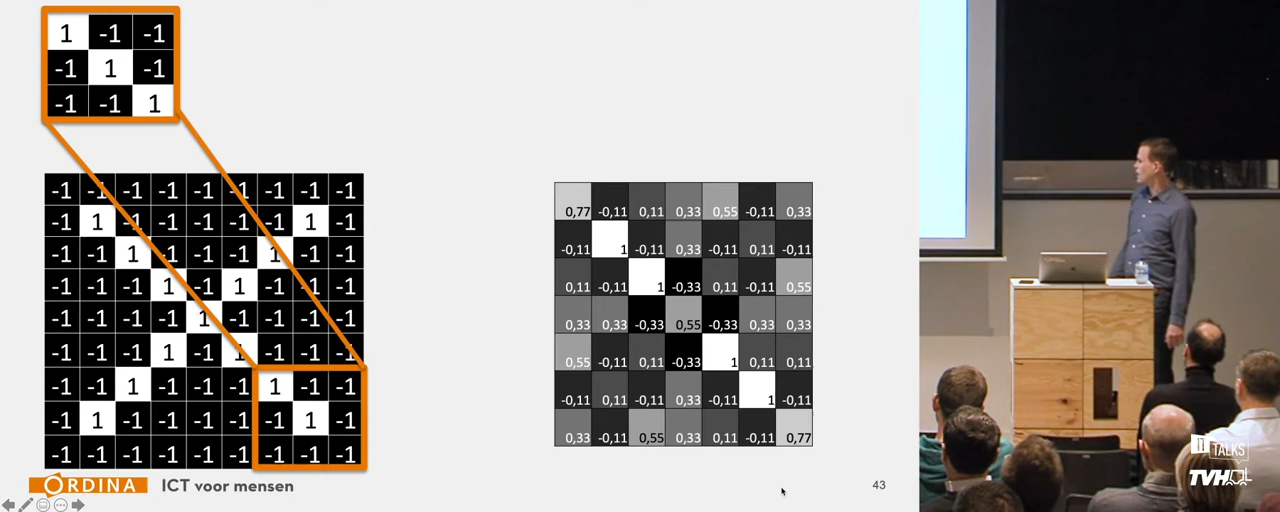 1 -1 -1
-1 1 -1
-1 -1 1
-1 -1 -1 -1 -1 -1 -1 -1 -1
-1 1 -1 -1 -1 -1 -1 1 -1
-1 -1 1 -1 -1 -1 1 -1 -1
-1 -1 -1 1 -1 1 -1 -1 -1
-1 -1 -1 -1 1 -1 -1 -1 -1
-1 -1 -1 1 -1 1 -1 -1 -1
-1 -1 1 -1 -1 -1 1 -1 -1
-1 1 -1 -1 -1 -1 -1 1 -1
-1 -1 -1 -1 -1 -1 -1 -1 -1
0,77 -0,11 0,11 0,33 0,55 -0,11 0,33
-0,11 1 -0,11 0,33 -0,11 0,11 -0,11
0,11 -0,11 1 -0,33 0,11 -0,11 0,55
0,33 0,33 -0,33 0,55 -0,33 0,33 0,33
0,55 -0,11 0,11 -0,33 1 0,11 0,11
-0,11 0,11 -0,11 0,33 -0,11 1 -0,11
0,33 -0,11 0,55 0,33 0,11 -0,11 0,77
ORDINA ICT voor mensen
43
IT TALKS
TVH